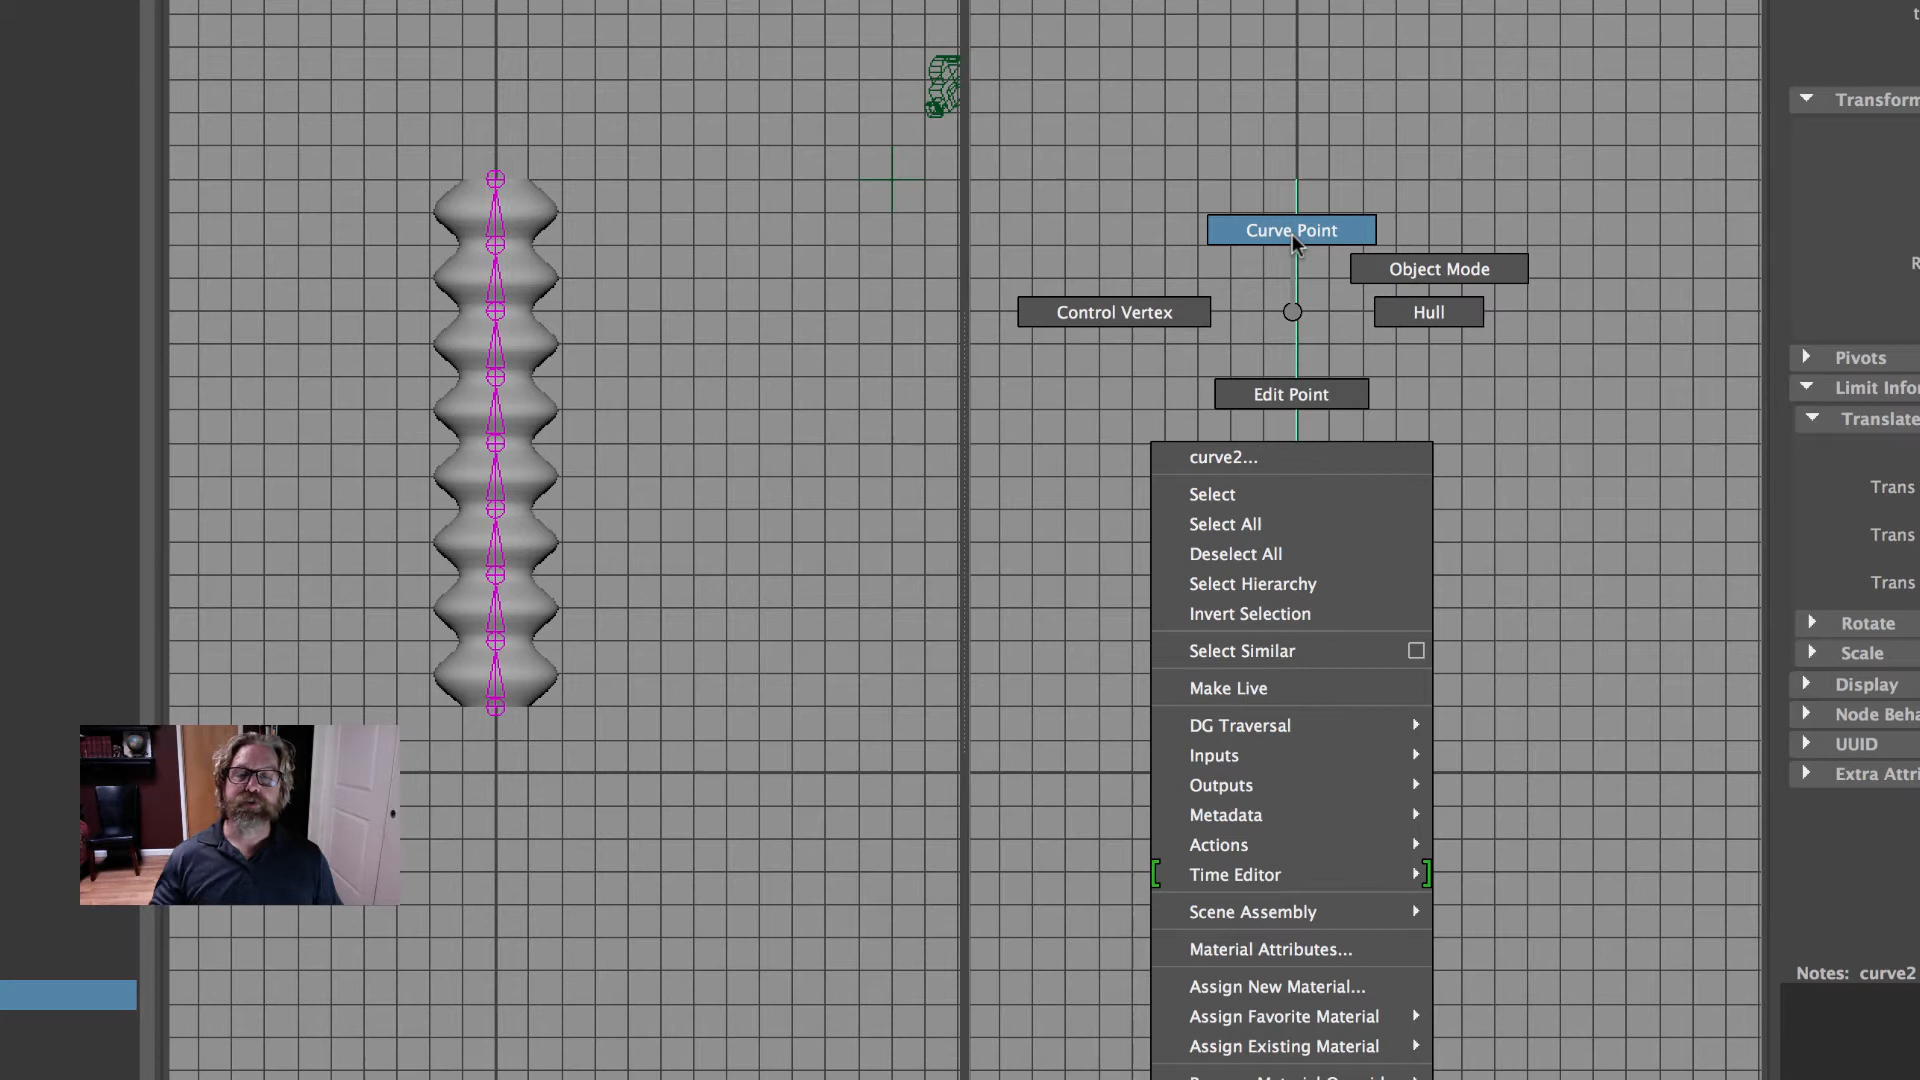 t
Transform
Curve Point
Object Mode
R
Control Vertex
Hull
Pivots
Limit Infor
Edit Point
Translate
curve2...
Select
Trans
Select All
Trans
Deselect All
Select Hierarchy
Trans
Invert Selection
Rotate
Select Similar
Scale
Make Live
Display
Node Beha
DG Traversal
UUID
Inputs
Extra Attri
Outputs
Metadata
Actions
Time Editor
Scene Assembly
Material Attributes...
Notes: curve2
Assign New Material...
Assign Favorite Material
Assign Existing Material